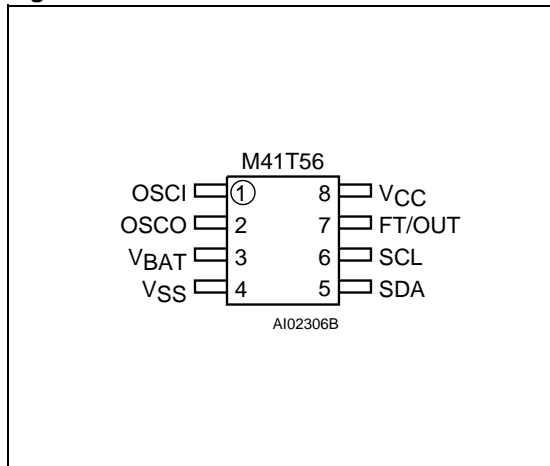 M41T56
OSCI 1 8 VCC
OSCO 2 7 FT/OUT
VBAT 3 6 SCL
VSS 4 5 SDA
AI02306B